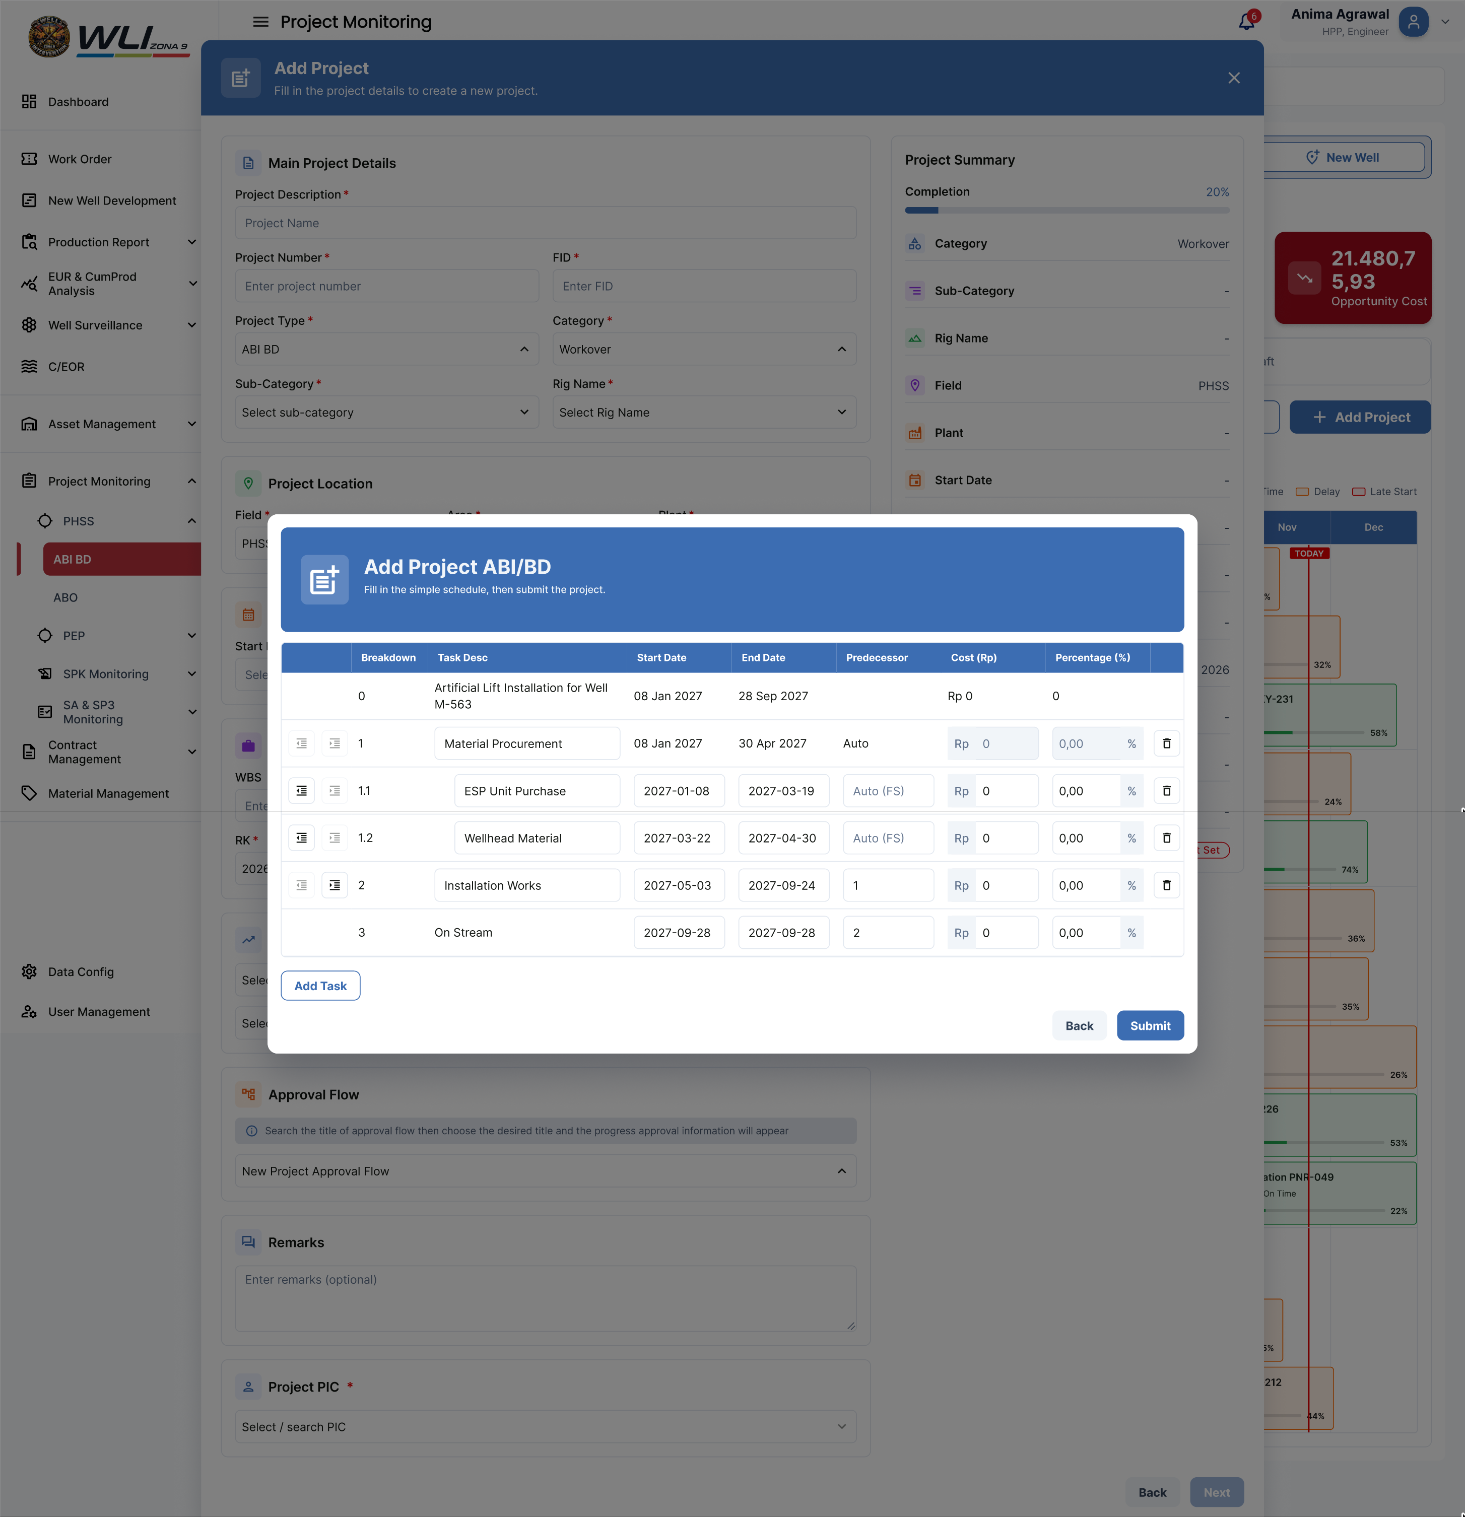 WLI ZONA 9
Project Monitoring
6
Anima Agrawal
HPP, Engineer
Dashboard
Work Order
New Well Development
Production Report
EUR & CumProd
Analysis
Well Surveillance
C/EOR
Asset Management
Project Monitoring
PHSS
ABI BD
ABO
PEP
SPK Monitoring
SA & SP3
Monitoring
Contract
Management
Material Management
Data Config
User Management
Add Project
Fill in the project details to create a new project.
Main Project Details
Project Description *
Project Name
Project Number *
FID *
Enter project number
Enter FID
Project Type *
Category *
ABI BD
Workover
Sub-Category *
Rig Name *
Select sub-category
Select Rig Name
Project Location
Field *
PHSS
Start
WBS
RK *
Project Summary
Completion
20%
Category
Workover
Sub-Category
-
Rig Name
-
Field
PHSS
Plant
-
Start Date
-
-
-
-
2026
-
-
Set
New Well
21.480,7
5,93
Opportunity Cost
Add Project
Delay
Late Start
Nov
Dec
TODAY
%
32%
Y-231
58%
24%
74%
36%
35%
26%
226
53%
ation PNR-049
On Time
22%
5%
212
44%
Add Project ABI/BD
Fill in the simple schedule, then submit the project.
Breakdown
Task Desc
Start Date
End Date
Predecessor
Cost (Rp)
Percentage (%)
0
Artificial Lift Installation for Well
M-563
08 Jan 2027
28 Sep 2027
Rp 0
0
1
Material Procurement
08 Jan 2027
30 Apr 2027
Auto
Rp 0
0,00 %
1.1
ESP Unit Purchase
2027-01-08
2027-03-19
Auto (FS)
Rp 0
0,00 %
1.2
Wellhead Material
2027-03-22
2027-04-30
Auto (FS)
Rp 0
0,00 %
2
Installation Works
2027-05-03
2027-09-24
1
Rp 0
0,00 %
3
On Stream
2027-09-28
2027-09-28
2
Rp 0
0,00 %
Add Task
Back
Submit
Approval Flow
Search the title of approval flow then choose the desired title and the progress approval information will appear
New Project Approval Flow
Remarks
Enter remarks (optional)
Project PIC *
Select / search PIC
Back
Next